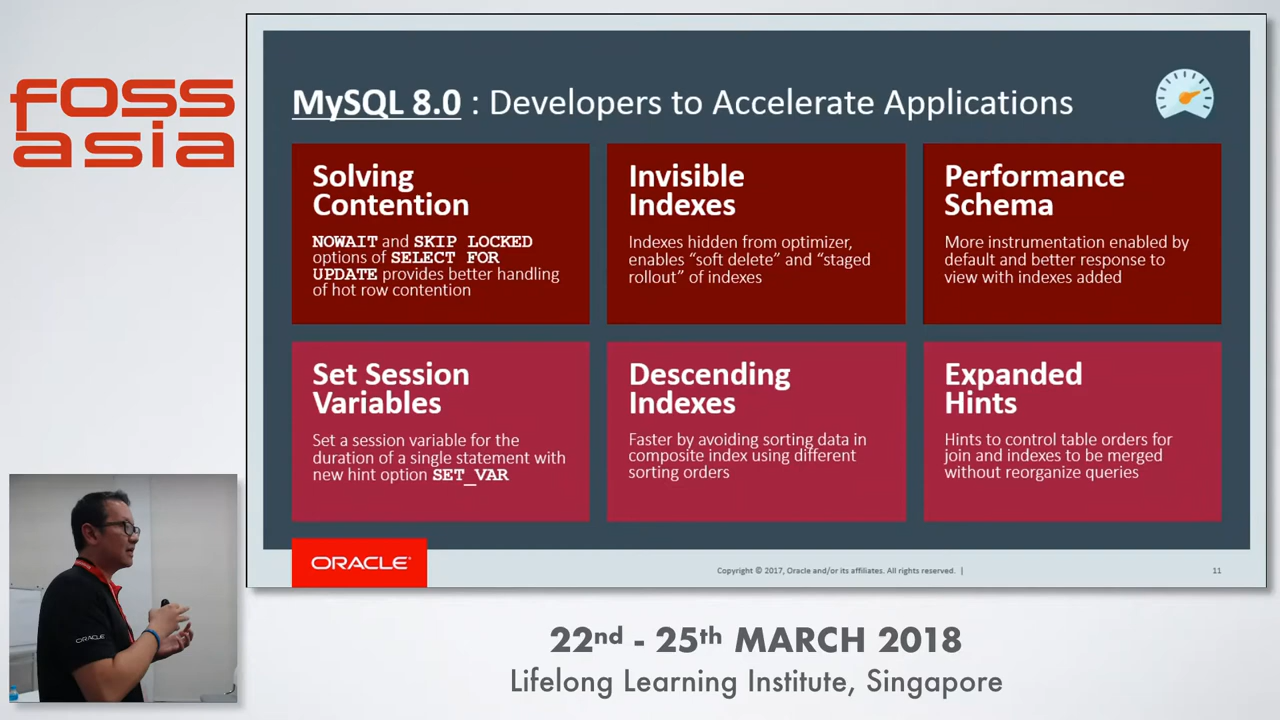 foss
asia
MySQL 8.0 : Developers to Accelerate Applications
Solving
Contention
NOWAIT and SKIP LOCKED
options of SELECT FOR
UPDATE provides better handling
of hot row contention
Invisible
Indexes
Indexes hidden from optimizer,
enables “soft delete” and “staged
rollout” of indexes
Performance
Schema
More instrumentation enabled by
default and better response to
view with indexes added
Set Session
Variables
Set a session variable for the
duration of a single statement with
new hint option SET_VAR
Descending
Indexes
Faster by avoiding sorting data in
composite index using different
sorting orders
Expanded
Hints
Hints to control table orders for
join and indexes to be merged
without reorganize queries
ORACLE
Copyright © 2017, Oracle and/or its affiliates. All rights reserved. |
11
ORACLE
22nd - 25th MARCH 2018
Lifelong Learning Institute, Singapore